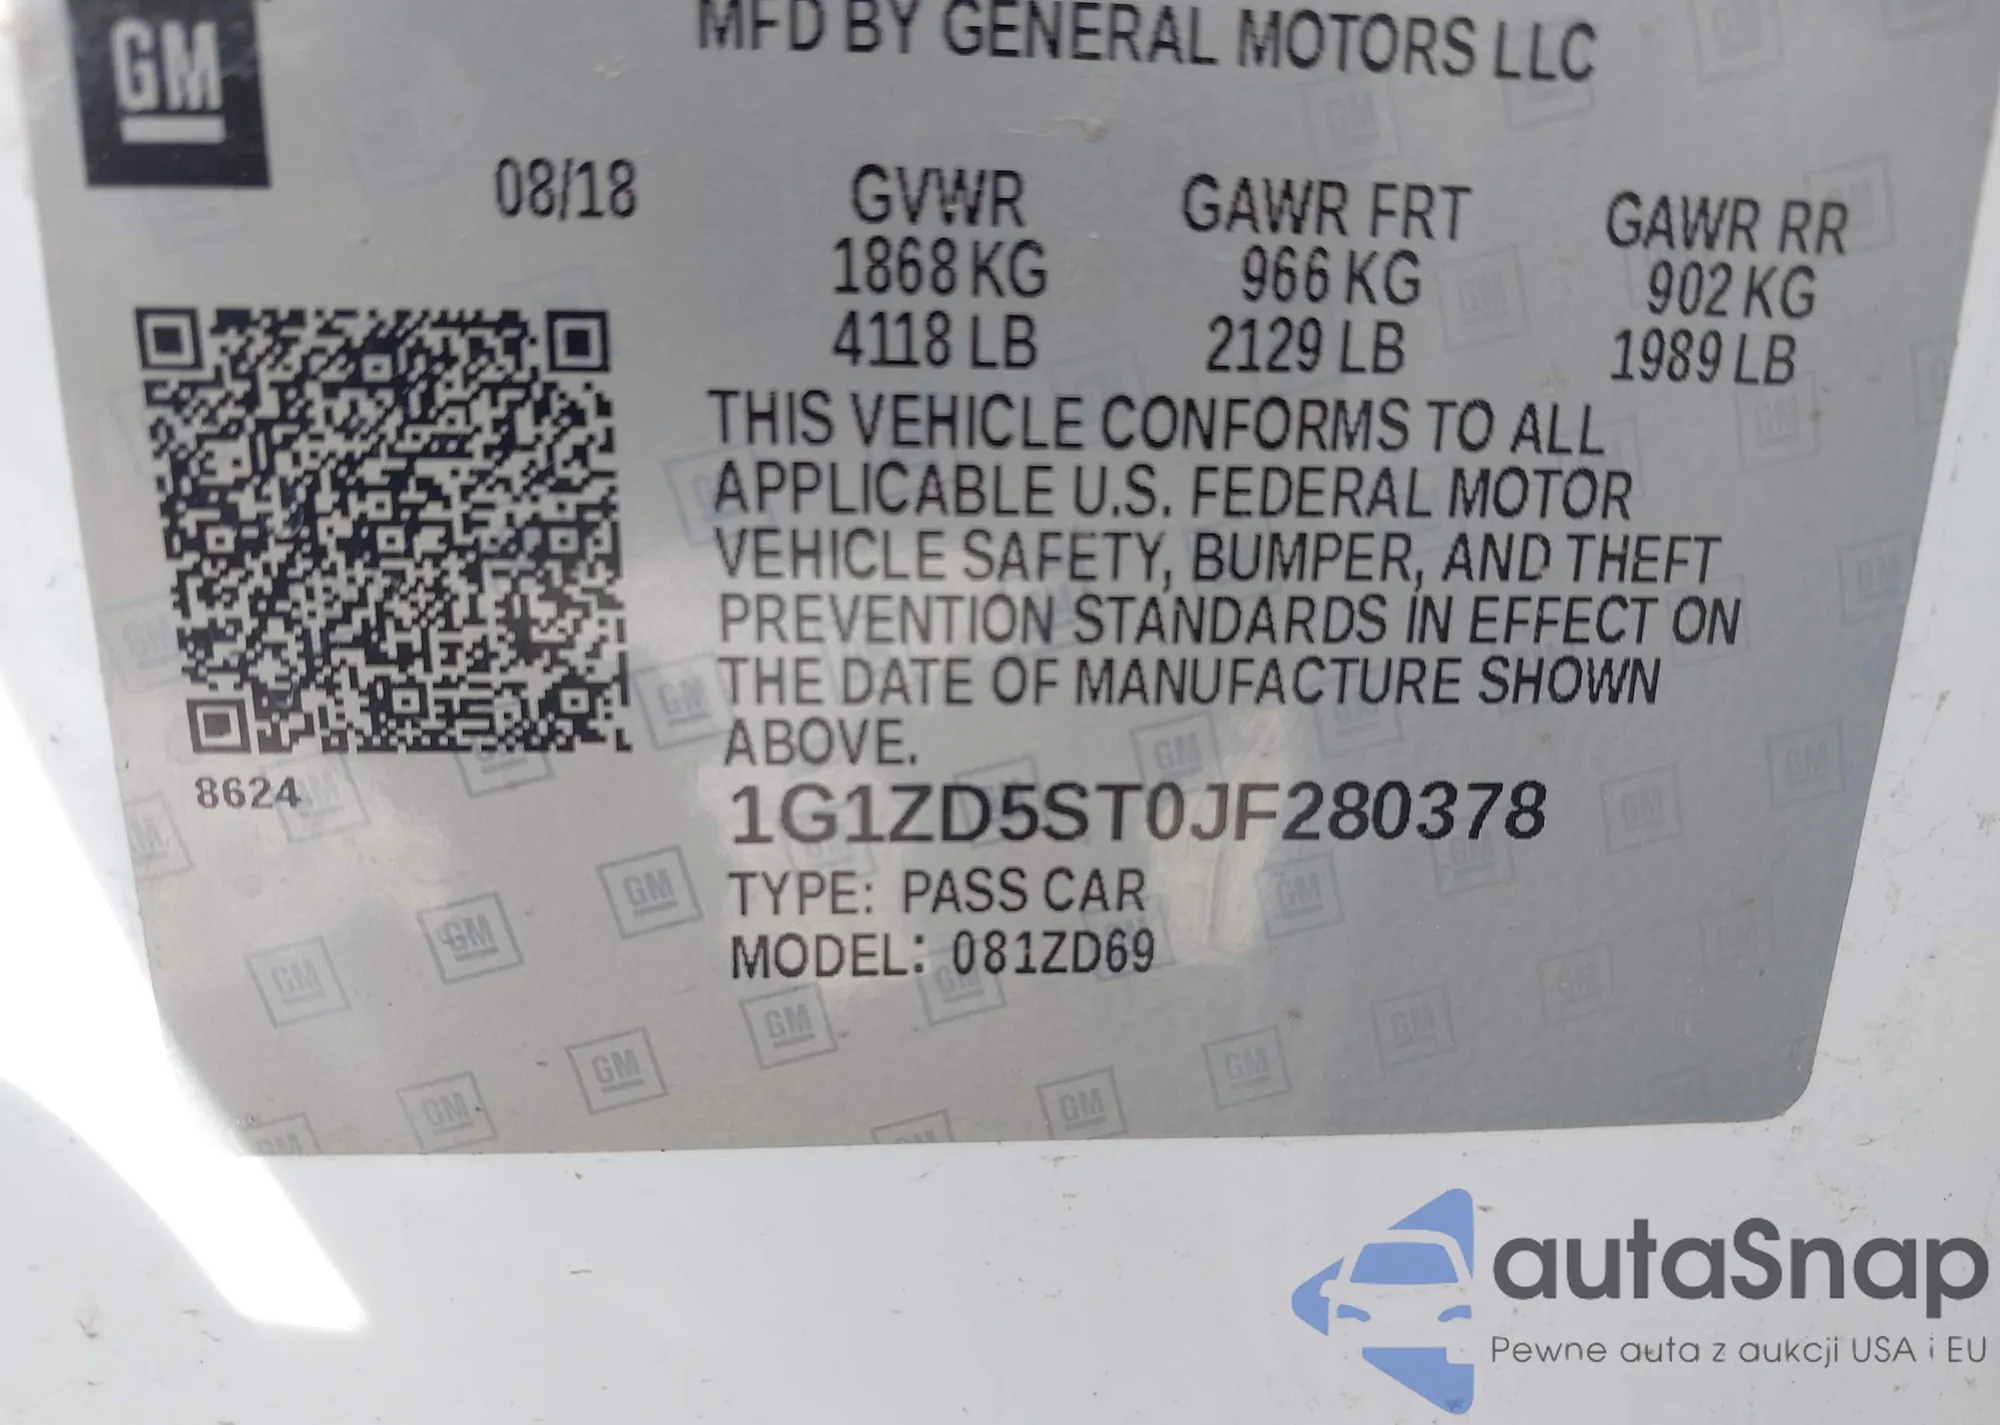 GM
MFD BY GENERAL MOTORS LLC
08/18
GVWR
1868 KG
4118 LB
GAWR FRT
966 KG
2129 LB
GAWR RR
902 KG
1989 LB
THIS VEHICLE CONFORMS TO ALL
APPLICABLE U.S. FEDERAL MOTOR
VEHICLE SAFETY, BUMPER, AND THEFT
PREVENTION STANDARDS IN EFFECT ON
THE DATE OF MANUFACTURE SHOWN
ABOVE.
8624
1G1ZD5ST0JF280378
TYPE: PASS CAR
MODEL: 081ZD69
autaSnap
Pewne auta z aukcji USA i EU